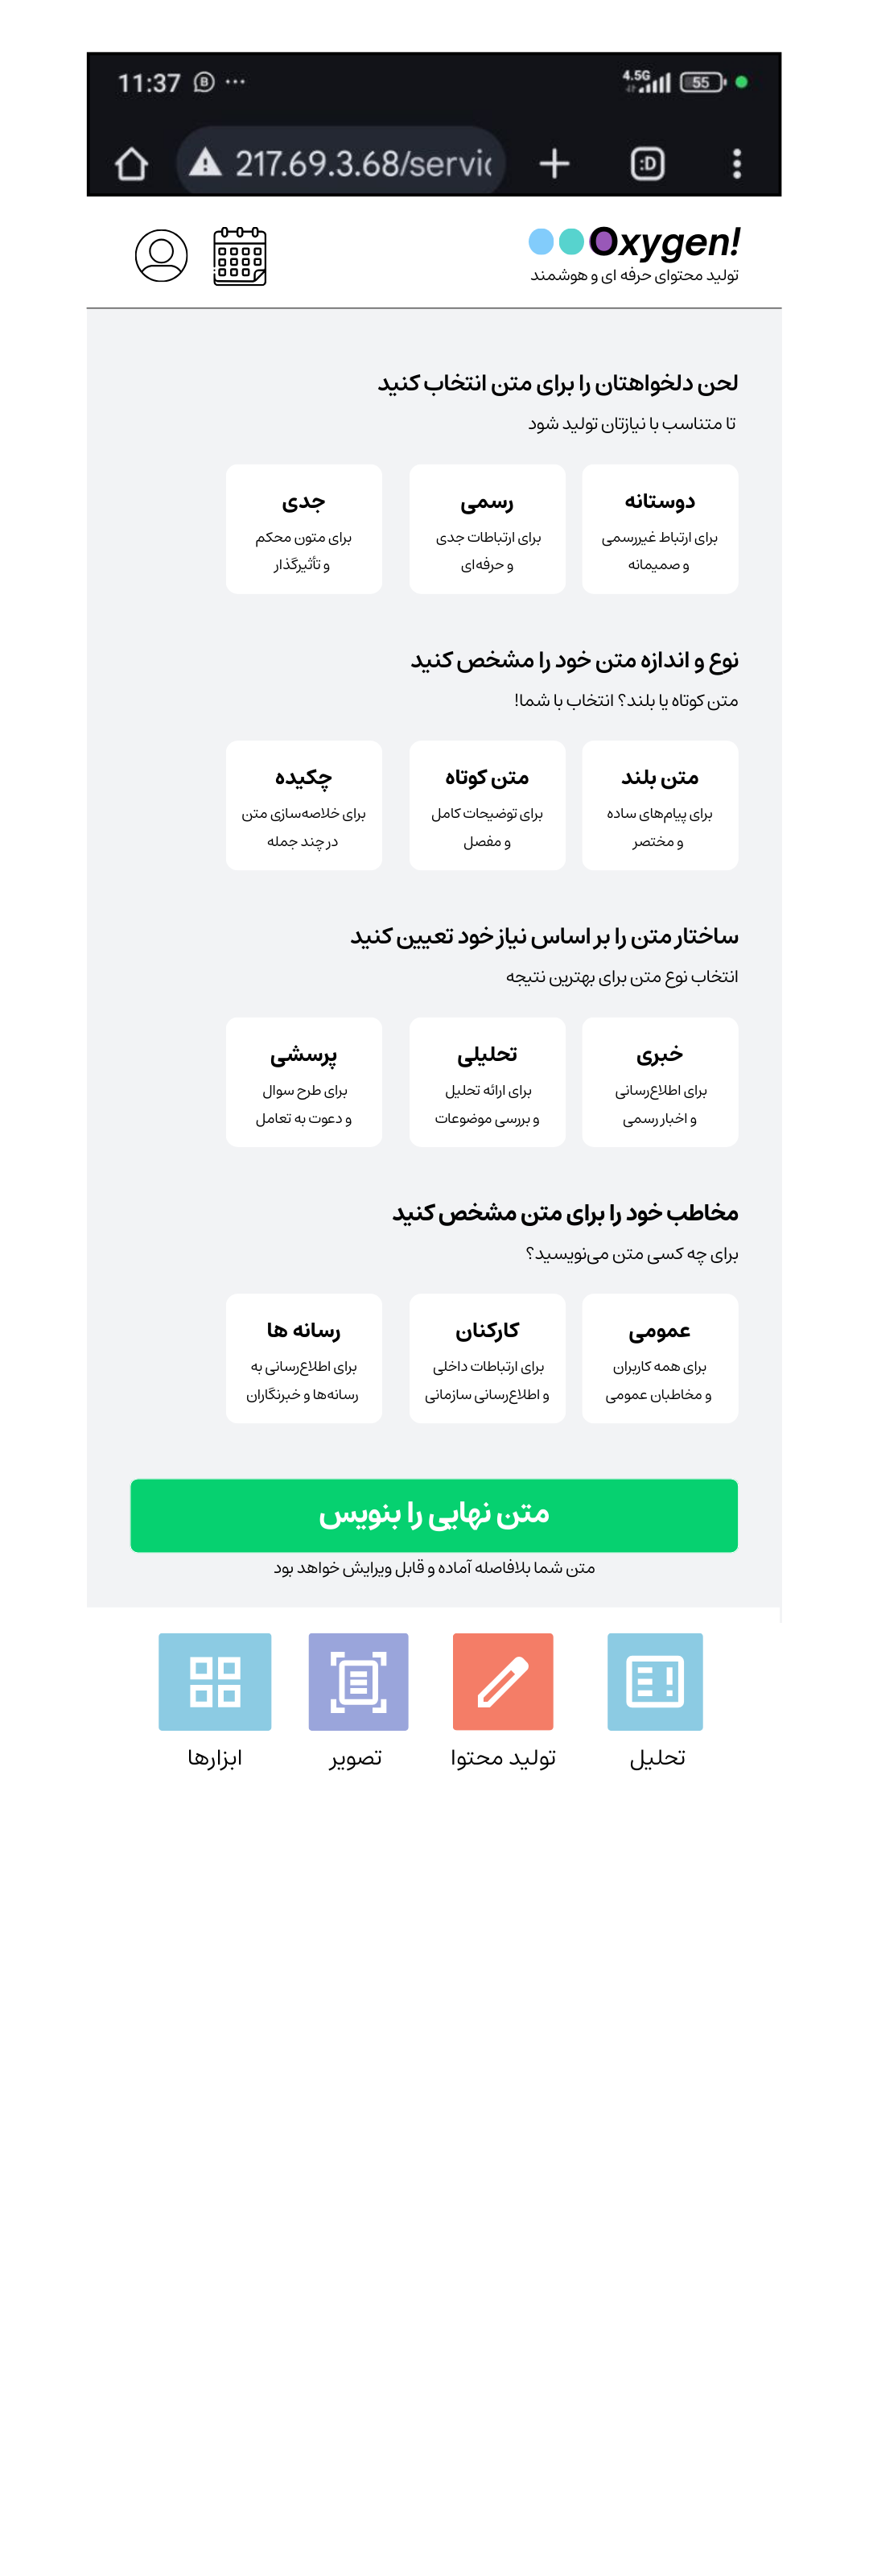 11:37
4.5G
55
217.69.3.68/servic
:D
Oxygen!
تولید محتوای حرفه ای و هوشمند
لحن دلخواهتان را برای متن انتخاب کنید
تا متناسب با نیازتان تولید شود
دوستانه
برای ارتباط غیررسمی
و صمیمانه
رسمی
برای ارتباطات جدی
و حرفه‌ای
جدی
برای متون محکم
و تأثیرگذار
نوع و اندازه متن خود را مشخص کنید
متن کوتاه یا بلند؟ انتخاب با شما!
متن بلند
برای پیام‌های ساده
و مختصر
متن کوتاه
برای توضیحات کامل
و مفصل
چکیده
برای خلاصه‌سازی متن
در چند جمله
ساختار متن را بر اساس نیاز خود تعیین کنید
انتخاب نوع متن برای بهترین نتیجه
خبری
برای اطلاع‌رسانی
و اخبار رسمی
تحلیلی
برای ارائه تحلیل
و بررسی موضوعات
پرسشی
برای طرح سوال
و دعوت به تعامل
مخاطب خود را برای متن مشخص کنید
برای چه کسی متن می‌نویسید؟
عمومی
برای همه کاربران
و مخاطبان عمومی
کارکنان
برای ارتباطات داخلی
و اطلاع‌رسانی سازمانی
رسانه ها
برای اطلاع‌رسانی به
رسانه‌ها و خبرنگاران
متن نهایی را بنویس
متن شما بلافاصله آماده و قابل ویرایش خواهد بود
تحلیل
تولید محتوا
تصویر
ابزارها